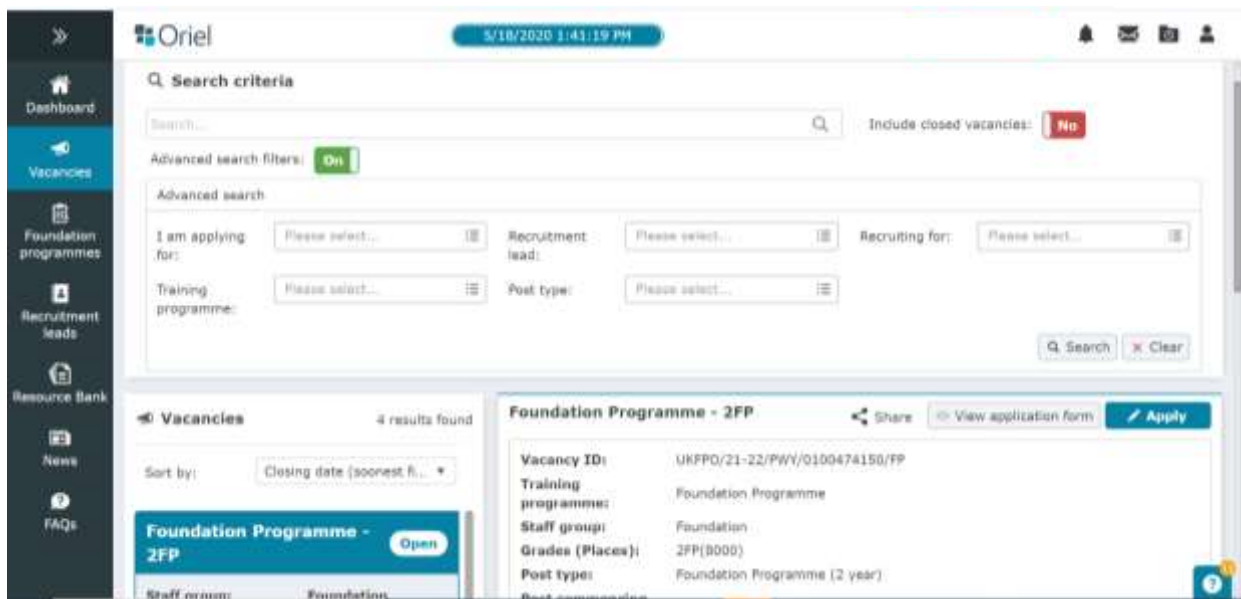 Oriel
5/18/2020 1:41:19 PM
Dashboard
Vacancies
Foundation programmes
Recruitment leads
Resource Bank
News
FAQs
Search criteria
Search...
Include closed vacancies: No
Advanced search filters: On
Advanced search
I am applying for: Please select...
Recruitment lead: Please select...
Recruiting for: Please select...
Training programme: Please select...
Post type: Please select...
Search
Clear
Vacancies
4 results found
Sort by: Closing date (soonest fi...
Foundation Programme - 2FP
Open
Staff group: Foundation
Foundation Programme - 2FP
Share
View application form
Apply
Vacancy ID: UKFPO/21-22/PWY/0100474150/FP
Training programme: Foundation Programme
Staff group: Foundation
Grades (Places): 2FP(8000)
Post type: Foundation Programme (2 year)
Post commencing